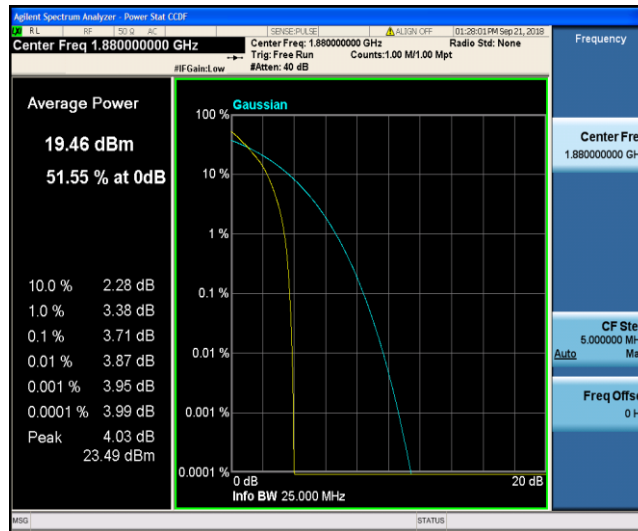 Agilent Spectrum Analyzer - Power Stat CCDF
RL RF 50 Ω AC SENSE:PULSE ALIGN OFF 01:28:01 PM Sep 21, 2018
Center Freq 1.880000000 GHz
Center Freq: 1.880000000 GHz Radio Std: None
Trig: Free Run Counts:1.00 M/1.00 Mpt
#IFGain:Low #Atten: 40 dB
Frequency
Average Power
19.46 dBm
51.55 % at 0dB
10.0 % 2.28 dB
1.0 % 3.38 dB
0.1 % 3.71 dB
0.01 % 3.87 dB
0.001 % 3.95 dB
0.0001 % 3.99 dB
Peak 4.03 dB
23.49 dBm
Gaussian
100 %
10 %
1 %
0.1 %
0.01 %
0.001 %
0.0001 %
0 dB 20 dB
Info BW 25.000 MHz
Center Fre
1.880000000 GH
CF Ste
5.000000 MH
Auto Ma
Freq Offs
0 H
MSG STATUS